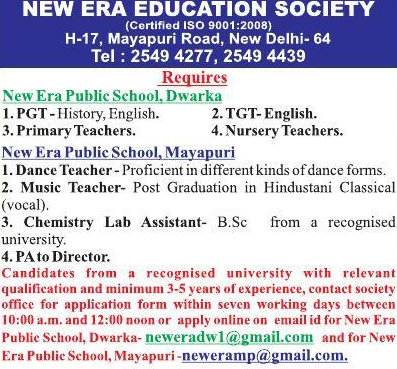 NEW ERA EDUCATION SOCIETY
(Certified ISO 9001:2008)
H-17, Mayapuri Road, New Delhi- 64
Tel : 2549 4277, 2549 4439
Requires
New Era Public School, Dwarka
1. PGT - History, English. 2. TGT- English.
3. Primary Teachers. 4. Nursery Teachers.
New Era Public School, Mayapuri
1. Dance Teacher - Proficient in different kinds of dance forms.
2. Music Teacher- Post Graduation in Hindustani Classical
(vocal).
3. Chemistry Lab Assistant- B.Sc from a recognised
university.
4. PA to Director.
Candidates from a recognised university with relevant
qualification and minimum 3-5 years of experience, contact society
office for application form within seven working days between
10:00 a.m. and 12:00 noon or apply online on email id for New Era
Public School, Dwarka- neweradw1@gmail.com and for New
Era Public School, Mayapuri -neweramp@gmail.com.